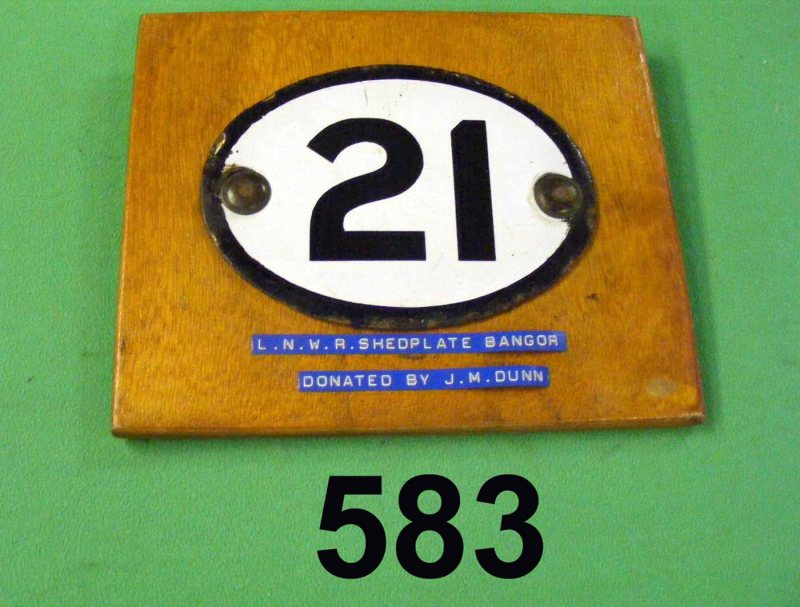 21
L.N.W.R.SHEDPLATE BANGOR
DONATED BY J.M.DUNN
583